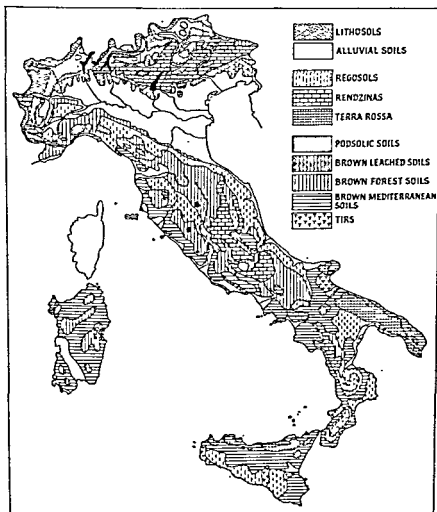 LITHOSOLS
ALLUVIAL SOILS
REGOSOLS
RENDZINAS
TERRA ROSSA
PODSOLIC SOILS
BROWN LEACHED SOILS
BROWN FOREST SOILS
BROWN MEDITERRANEAN
SOILS
TIRS